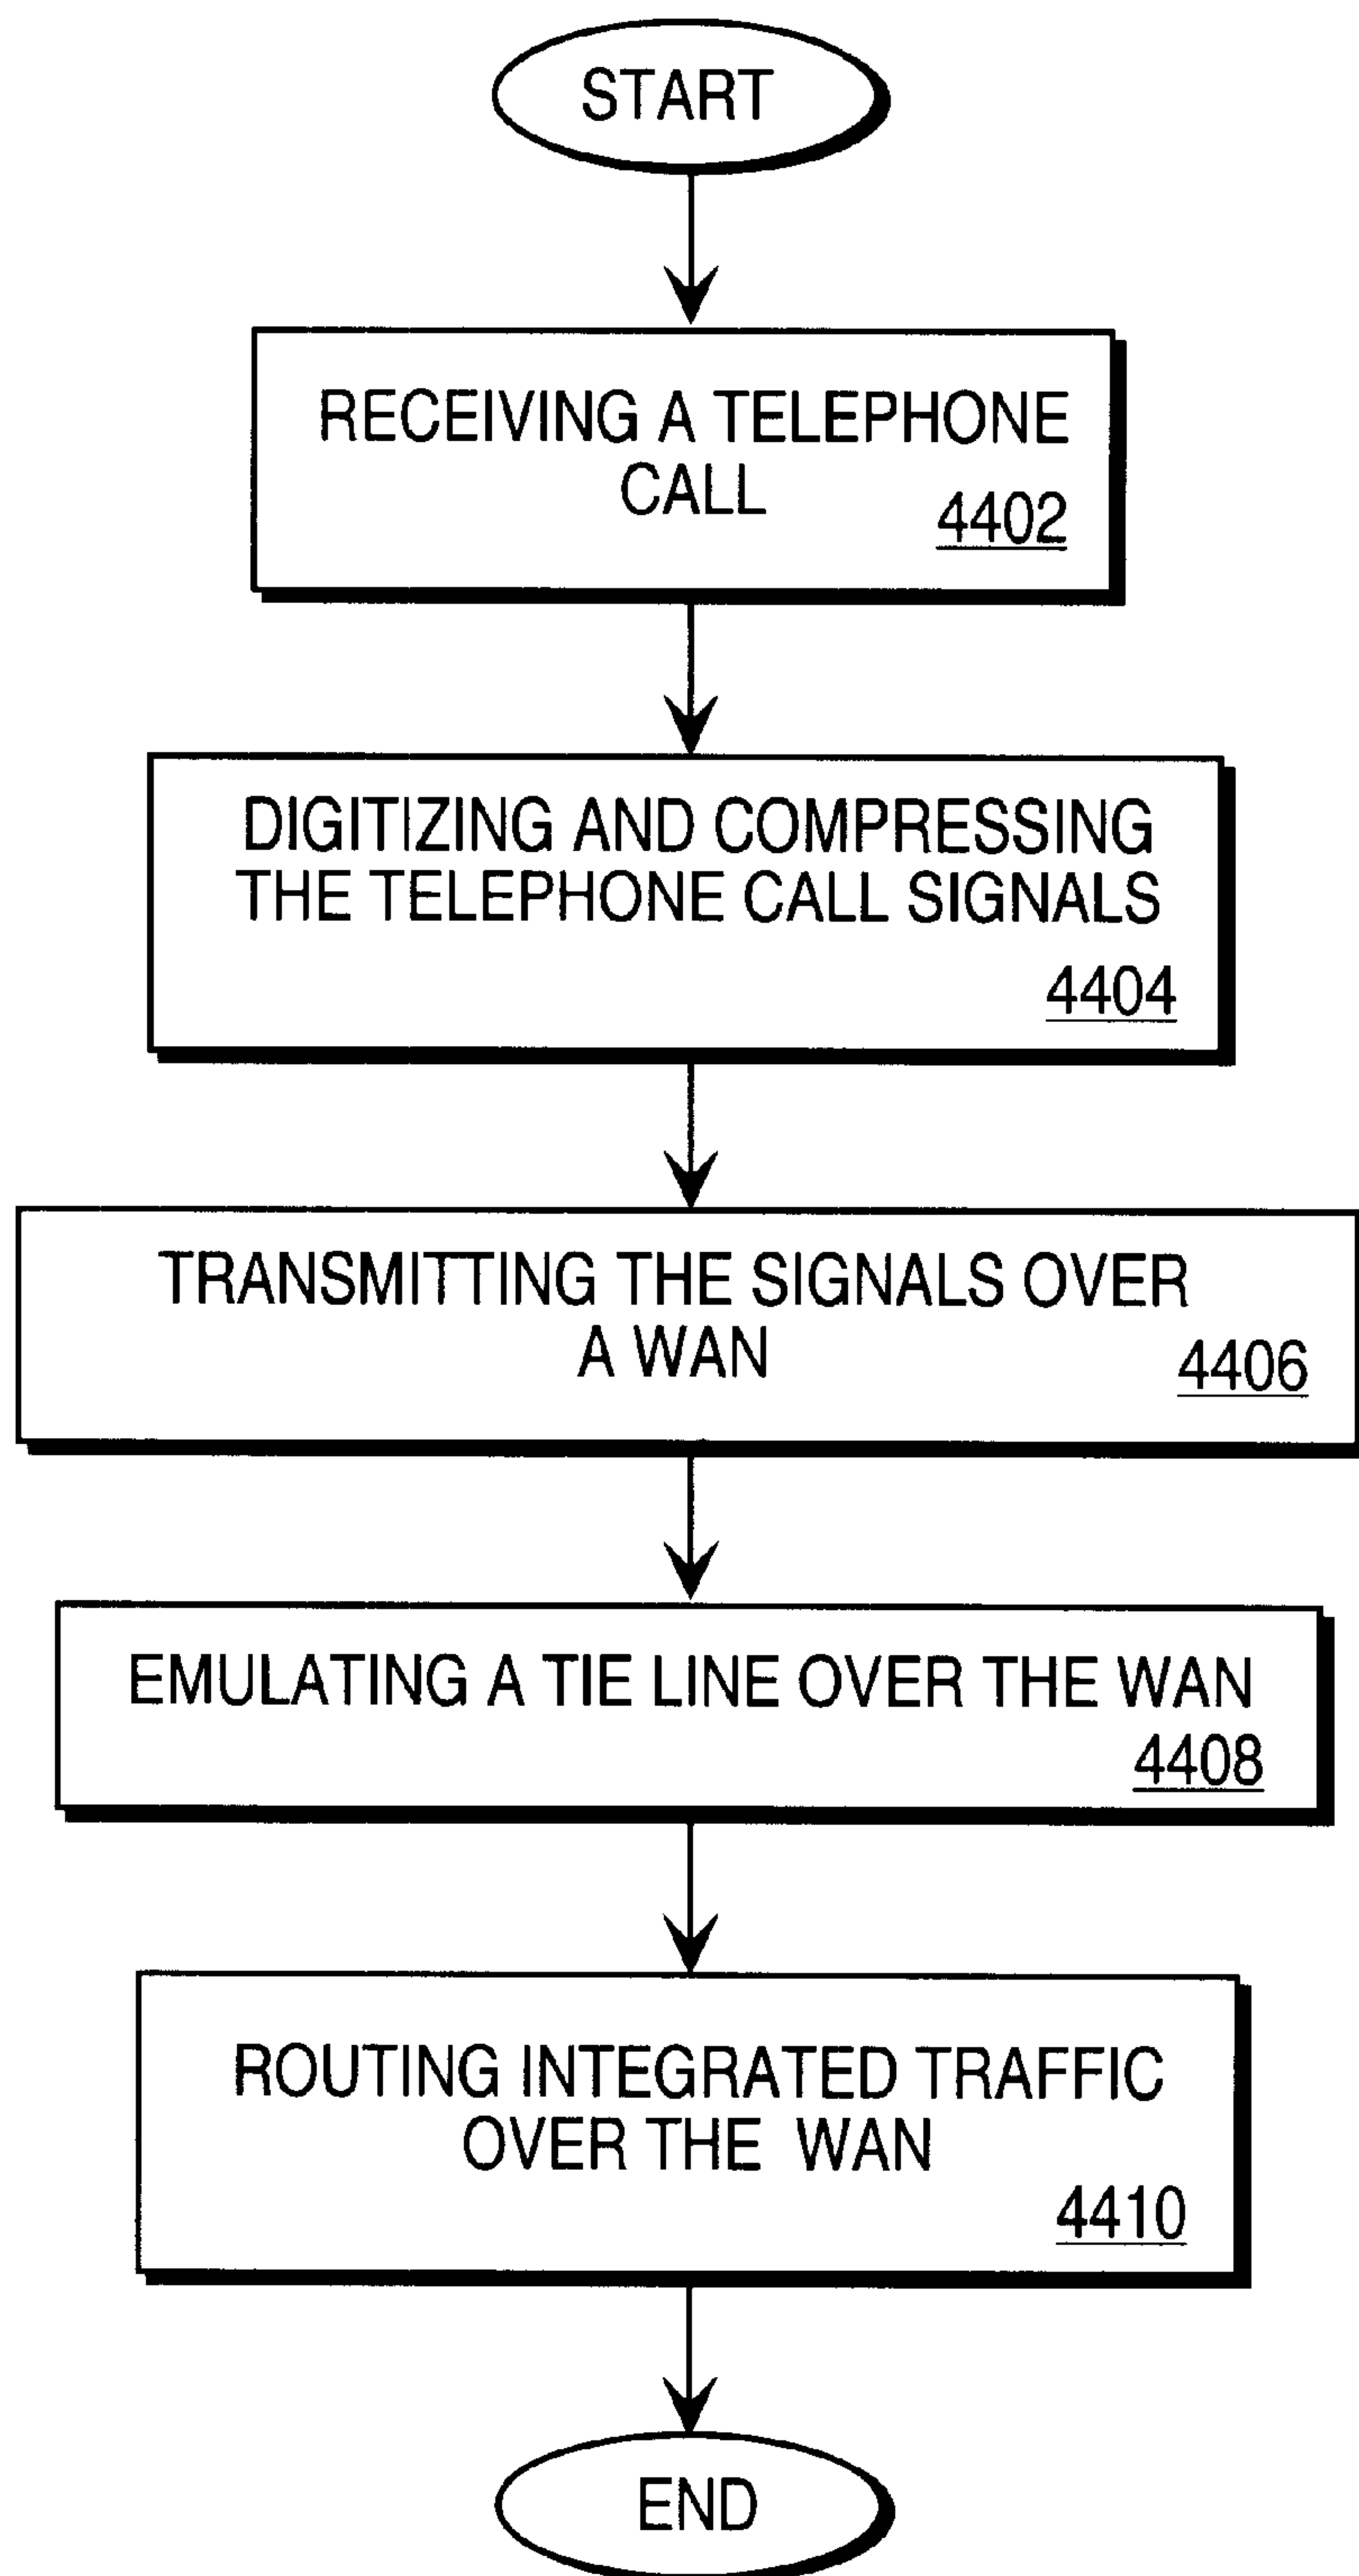 START
RECEIVING A TELEPHONE
CALL
4402
DIGITIZING AND COMPRESSING
THE TELEPHONE CALL SIGNALS
4404
TRANSMITTING THE SIGNALS OVER
A WAN
4406
EMULATING A TIE LINE OVER THE WAN
4408
ROUTING INTEGRATED TRAFFIC
OVER THE WAN
4410
END